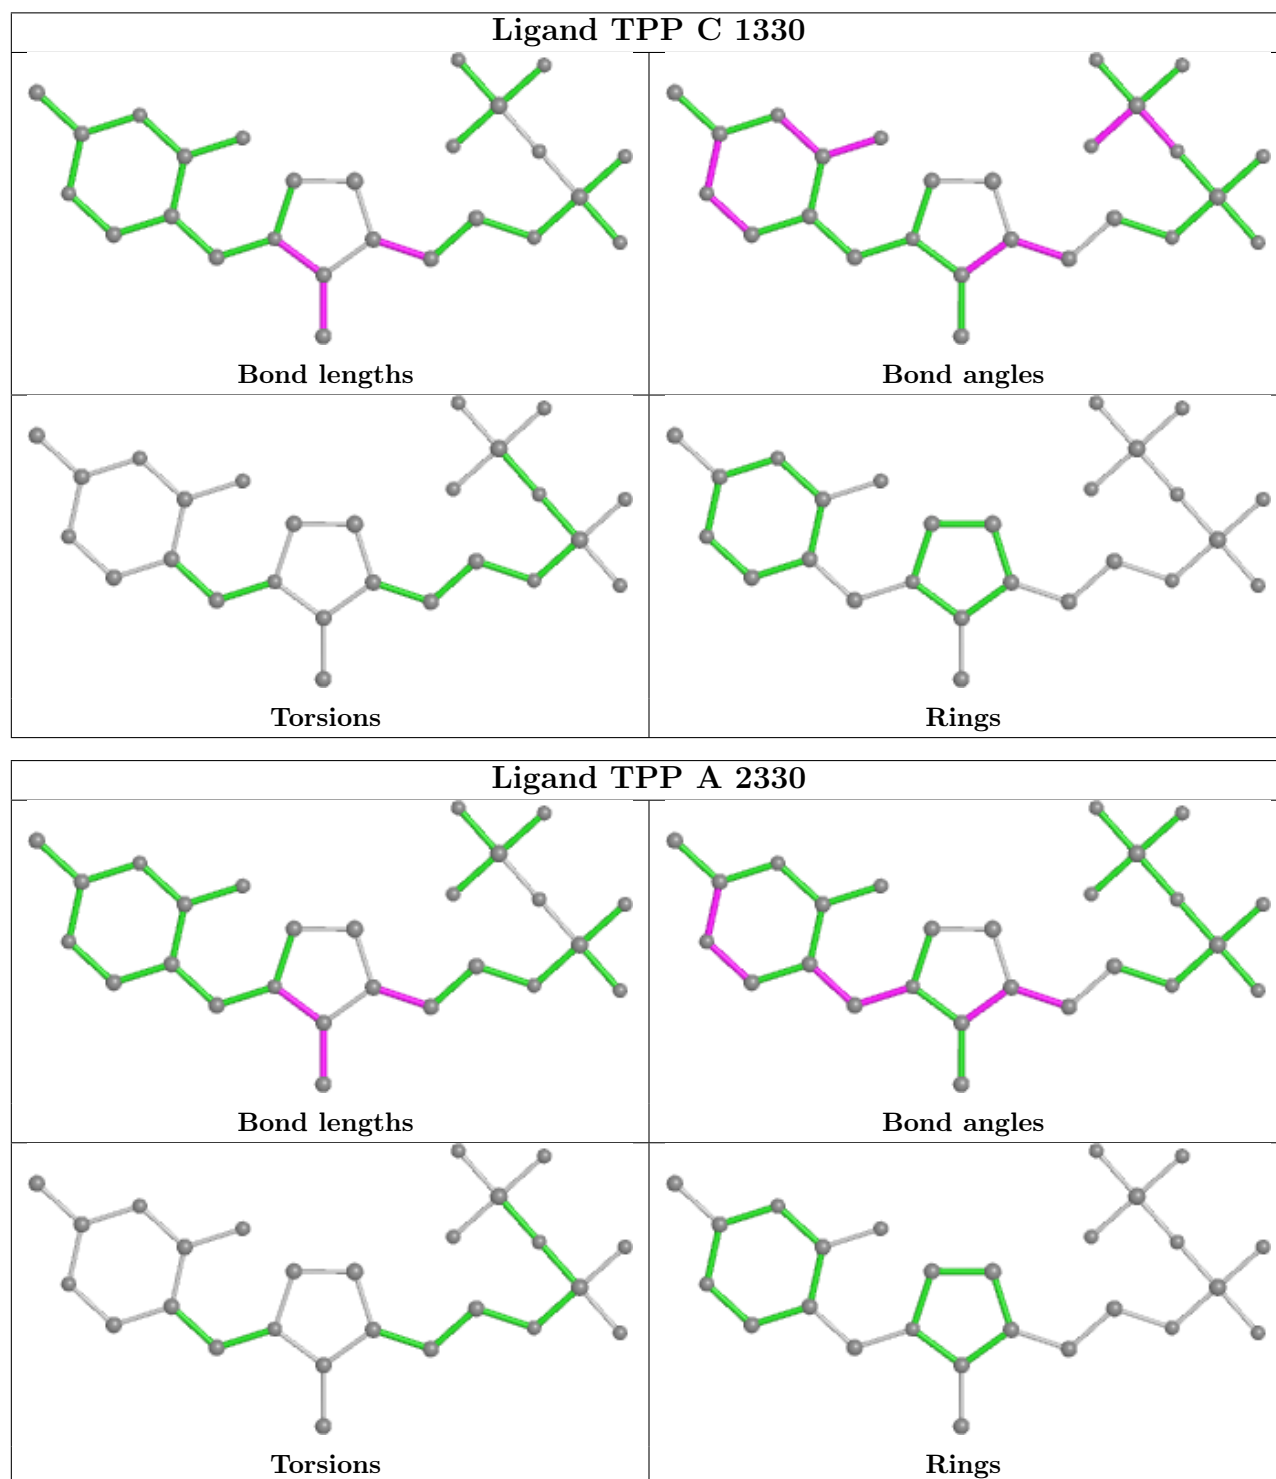 Ligand TPP C 1330
Bond lengths
Bond angles
Torsions
Rings
Ligand TPP A 2330
Bond lengths
Bond angles
Torsions
Rings